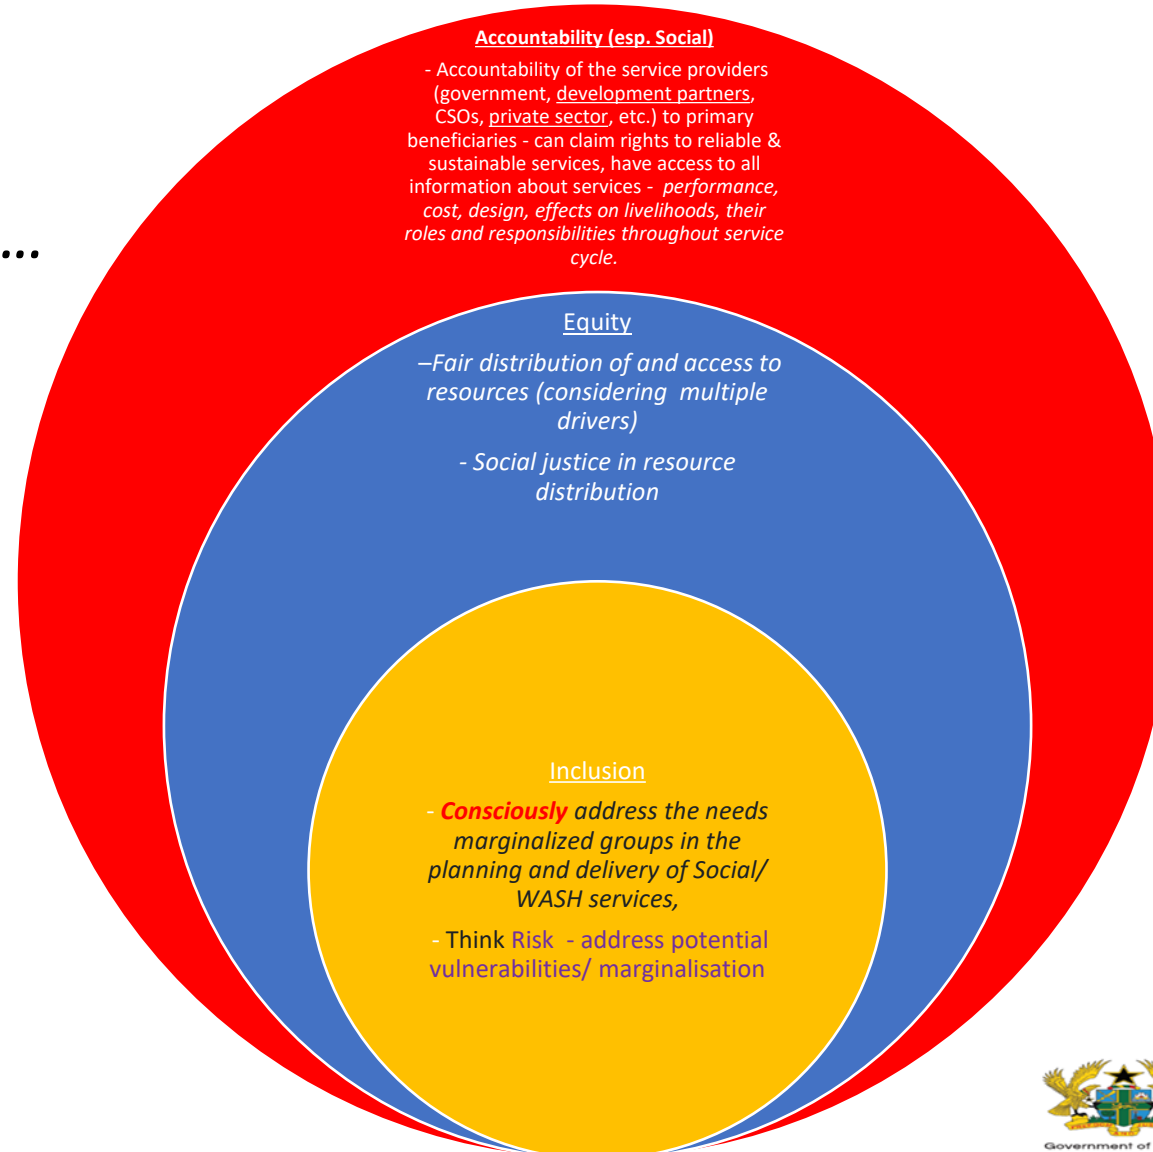 Accountability (esp. Social)
- Accountability of the service providers
(government, development partners,
CSOs, private sector, etc.) to primary
beneficiaries - can claim rights to reliable &
sustainable services, have access to all
information about services - performance,
cost, design, effects on livelihoods, their
roles and responsibilities throughout service
cycle.
...
Equity
–Fair distribution of and access to
resources (considering multiple
drivers)
- Social justice in resource
distribution
Inclusion
- Consciously address the needs
marginalized groups in the
planning and delivery of Social/
WASH services,
- Think Risk - address potential
vulnerabilities/ marginalisation
Government of